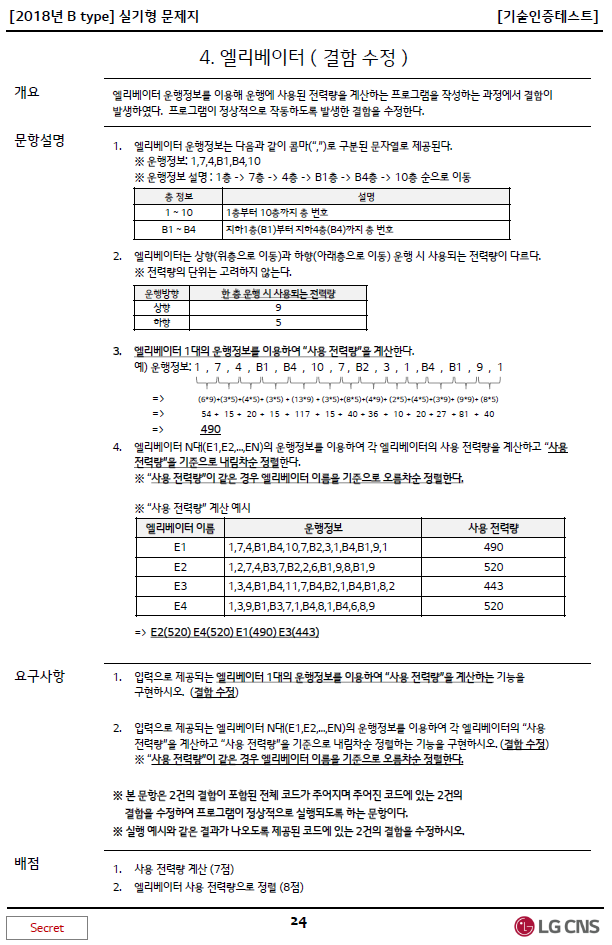 [2018년 B type] 실기형 문제지 [기술인증테스트]
4. 엘리베이터 ( 결함 수정 )
개요
엘리베이터 운행정보를 이용해 운행에 사용된 전력량을 계산하는 프로그램을 작성하는 과정에서 결함이
발생하였다. 프로그램이 정상적으로 작동하도록 발생한 결함을 수정한다.
문항설명
1. 엘리베이터 운행정보는 다음과 같이 콤마(",")로 구분된 문자열로 제공된다.
※ 운행정보: 1,7,4,B1,B4,10
※ 운행정보 설명 : 1층 -> 7층 -> 4층 -> B1층 -> B4층 -> 10층 순으로 이동
층 정보 설명
1 ~ 10 1층부터 10층까지 층 번호
B1 ~ B4 지하1층(B1)부터 지하4층(B4)까지 층 번호
2. 엘리베이터는 상향(위층으로 이동)과 하향(아래층으로 이동) 운행 시 사용되는 전력량이 다르다.
※ 전력량의 단위는 고려하지 않는다.
운행방향 한 층 운행 시 사용되는 전력량
상향 9
하향 5
3. 엘리베이터 1대의 운행정보를 이용하여 "사용 전력량"을 계산한다.
예) 운행정보: 1 , 7 , 4 , B1 , B4 , 10 , 7 , B2 , 3 , 1 , B4 , B1 , 9 , 1
=> (6*9)+(3*5)+(4*5)+(3*5)+(13*9)+(3*5)+(8*5)+(4*9)+(2*5)+(4*5)+(3*9)+(9*9)+(8*5)
=> 54 + 15 + 20 + 15 + 117 + 15 + 40 + 36 + 10 + 20 + 27 + 81 + 40
=> 490
4. 엘리베이터 N대(E1,E2,...,EN)의 운행정보를 이용하여 각 엘리베이터의 사용 전력량을 계산하고 "사용
전력량"을 기준으로 내림차순 정렬한다.
※ "사용 전력량"이 같은 경우 엘리베이터 이름을 기준으로 오름차순 정렬한다.
※ "사용 전력량" 계산 예시
엘리베이터 이름 운행정보 사용 전력량
E1 1,7,4,B1,B4,10,7,B2,3,1,B4,B1,9,1 490
E2 1,2,7,4,B3,7,B2,2,6,B1,9,8,B1,9 520
E3 1,3,4,B1,B4,11,7,B4,B2,1,B4,B1,8,2 443
E4 1,3,9,B1,B3,7,1,B4,8,1,B4,6,8,9 520
=> E2(520) E4(520) E1(490) E3(443)
요구사항
1. 입력으로 제공되는 엘리베이터 1대의 운행정보를 이용하여 "사용 전력량"을 계산하는 기능을
구현하시오. (결함 수정)
2. 입력으로 제공되는 엘리베이터 N대(E1,E2,...,EN)의 운행정보를 이용하여 각 엘리베이터의 "사용
전력량"을 계산하고 "사용 전력량"을 기준으로 내림차순 정렬하는 기능을 구현하시오. (결함 수정)
※ "사용 전력량"이 같은 경우 엘리베이터 이름을 기준으로 오름차순 정렬한다.
※ 본 문항은 2건의 결함이 포함된 전체 코드가 주어지며 주어진 코드에 있는 2건의
결함을 수정하여 프로그램이 정상적으로 실행되도록 하는 문항이다.
※ 실행 예시와 같은 결과가 나오도록 제공된 코드에 있는 2건의 결함을 수정하시오.
배점
1. 사용 전력량 계산 (7점)
2. 엘리베이터 사용 전력량으로 정렬 (8점)
Secret
24
LG CNS